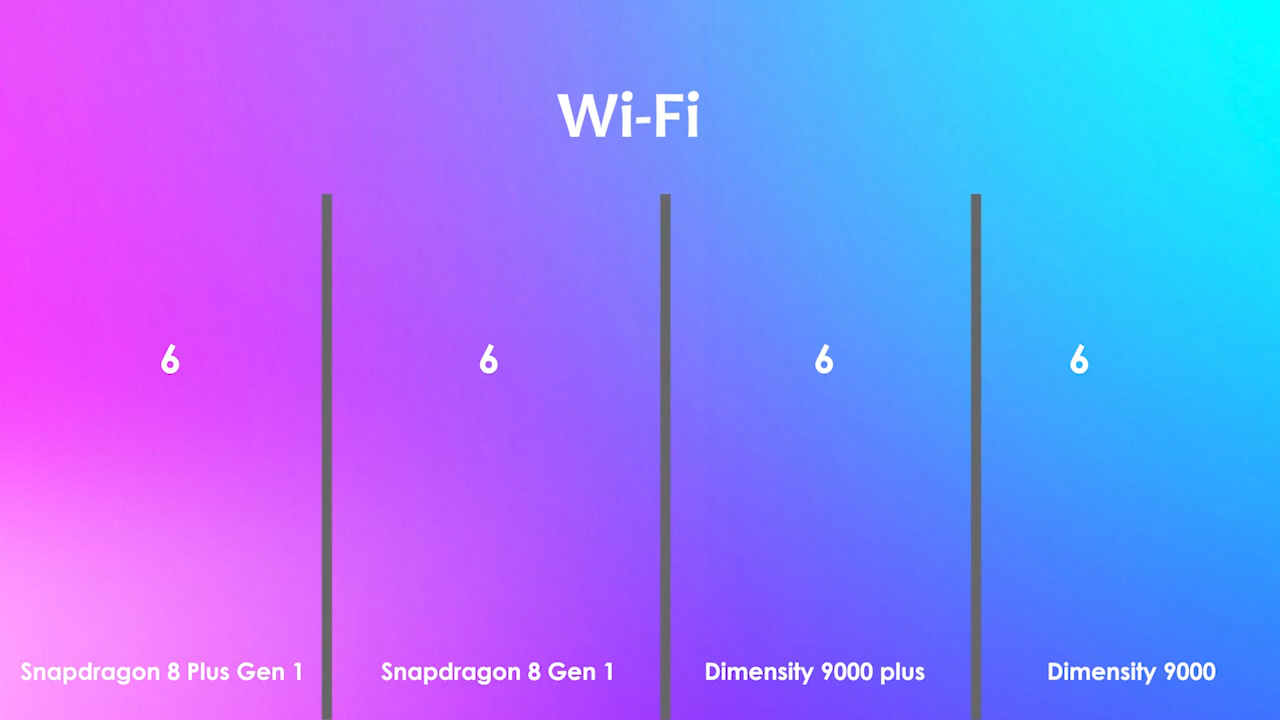 Wi-Fi
6
6
6
6
Snapdragon 8 Plus Gen 1
Snapdragon 8 Gen 1
Dimensity 9000 plus
Dimensity 9000